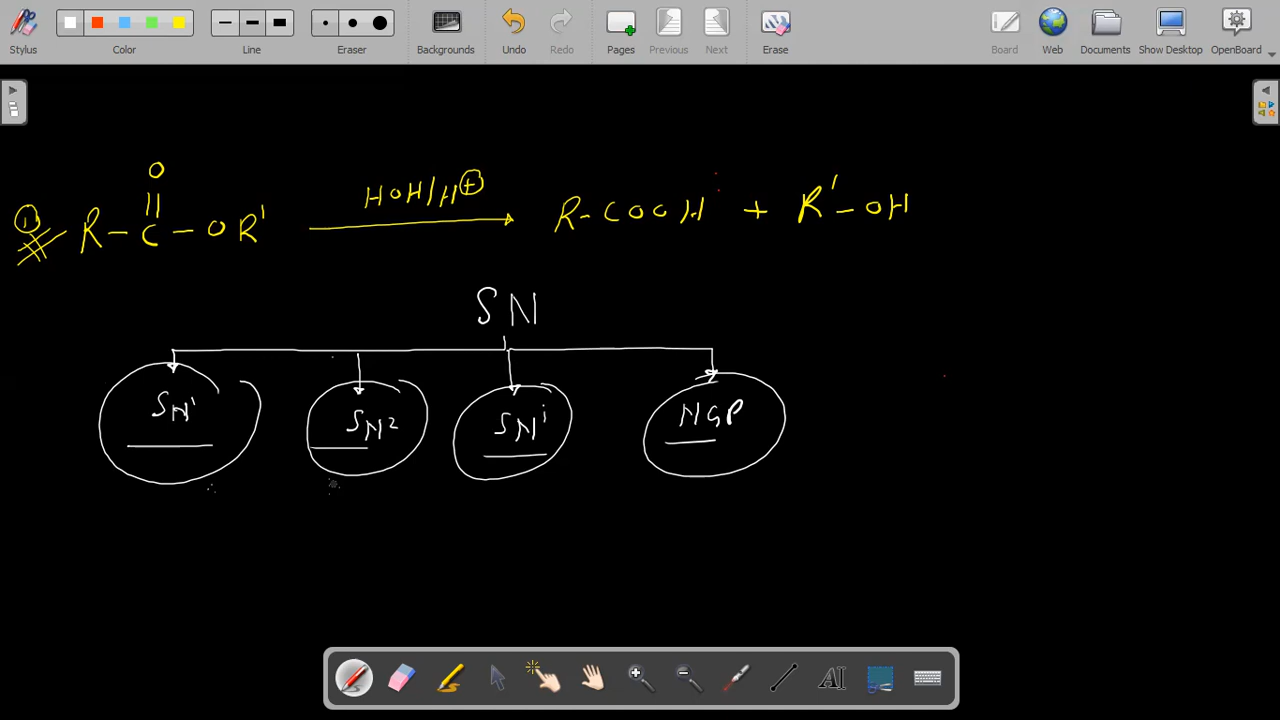 Stylus Color Line Eraser Backgrounds Undo Redo Pages Previous Next Erase Board Web Documents Show Desktop OpenBoard
O
① R-C-OR' HOH/H⊕ R-COOH + R'-OH
SN
SN¹ SN² SNⁱ NGP